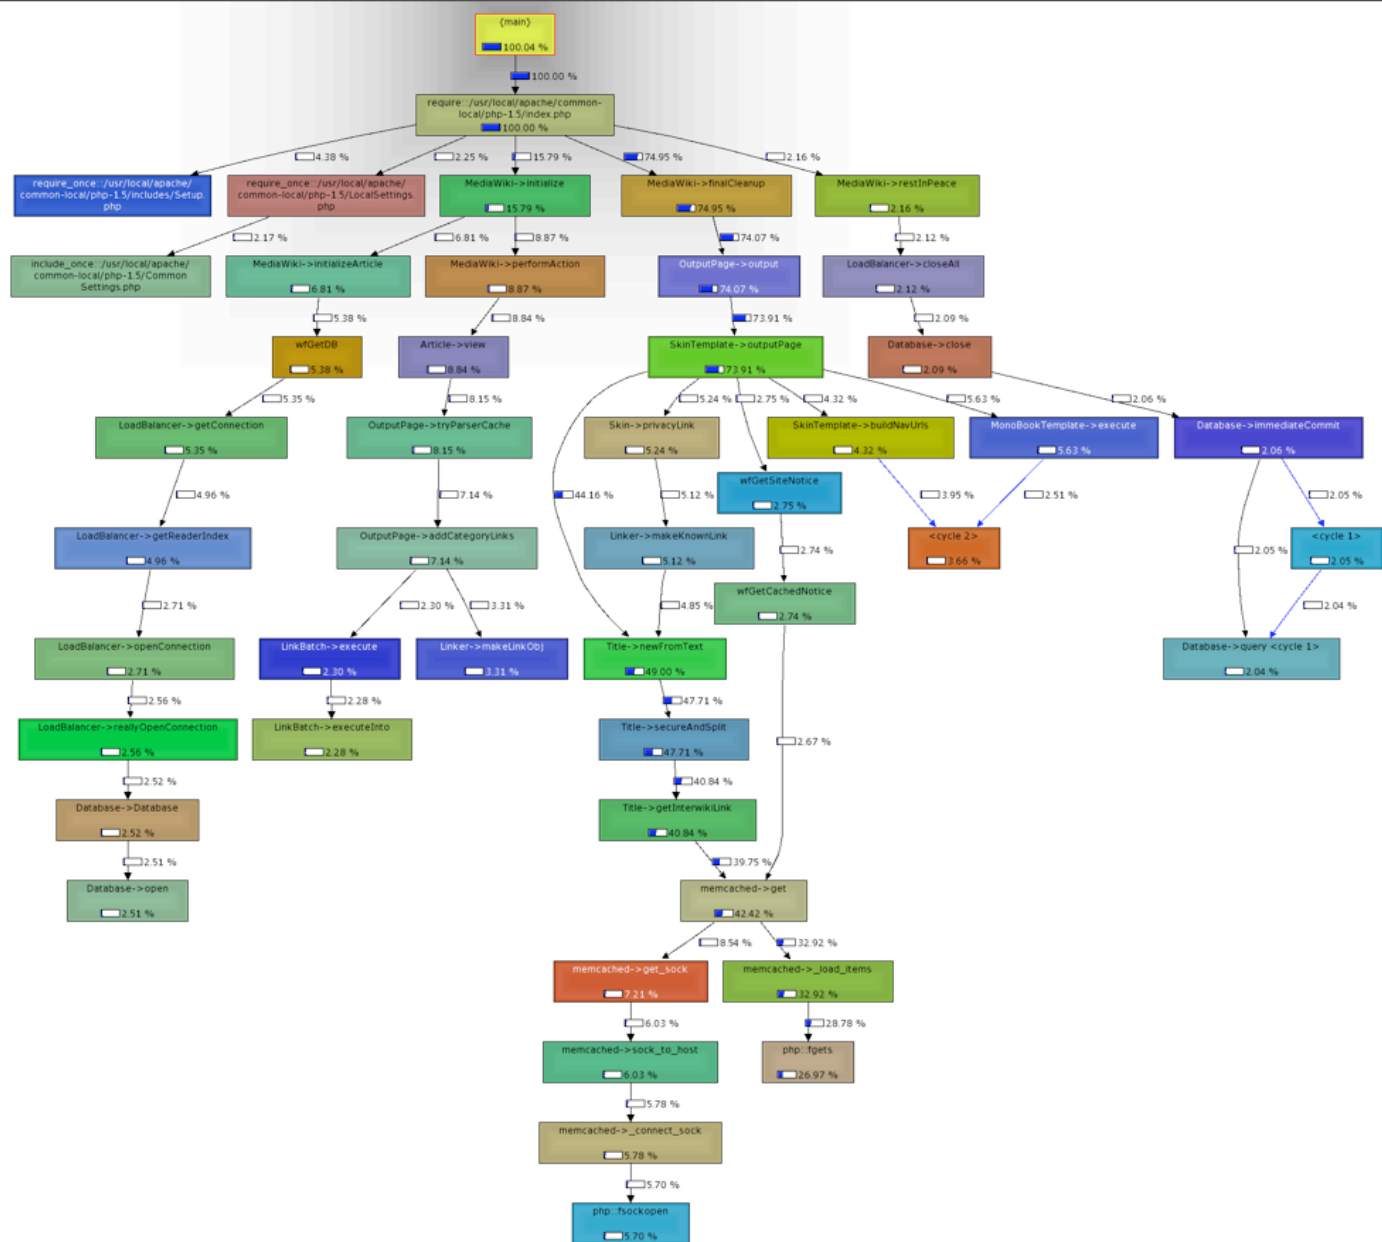 {main}
100.04 %
100.00 %
require::/usr/local/apache/common-
local/php-1.5/index.php
100.00 %
4.38 %
2.25 %
15.79 %
74.95 %
2.16 %
require_once::/usr/local/apache/
common-local/php-1.5/includes/Setup.
php
require_once::/usr/local/apache/
common-local/php-1.5/LocalSettings.
php
MediaWiki->initialize
15.79 %
MediaWiki->finalCleanup
74.95 %
MediaWiki->restInPeace
2.16 %
2.17 %
6.81 %
8.87 %
74.07 %
2.12 %
include_once::/usr/local/apache/
common-local/php-1.5/Common
Settings.php
MediaWiki->initializeArticle
6.81 %
MediaWiki->performAction
8.87 %
OutputPage->output
74.07 %
LoadBalancer->closeAll
2.12 %
5.38 %
8.84 %
73.91 %
2.09 %
wfGetDB
5.38 %
Article->view
8.84 %
SkinTemplate->outputPage
73.91 %
Database->close
2.09 %
5.35 %
8.15 %
5.24 %
2.75 %
4.32 %
5.63 %
2.06 %
LoadBalancer->getConnection
5.35 %
OutputPage->tryParserCache
8.15 %
Skin->privacyLink
5.24 %
SkinTemplate->buildNavUrls
4.32 %
MonoBookTemplate->execute
5.63 %
Database->immediateCommit
2.06 %
wfGetSiteNotice
2.75 %
4.96 %
7.14 %
44.16 %
5.12 %
3.95 %
2.51 %
2.05 %
LoadBalancer->getReaderIndex
4.96 %
OutputPage->addCategoryLinks
7.14 %
Linker->makeKnownLink
5.12 %
2.74 %
<cycle 2>
3.66 %
2.05 %
<cycle 1>
2.05 %
wfGetCachedNotice
2.74 %
2.71 %
2.30 %
3.31 %
4.85 %
2.04 %
LoadBalancer->openConnection
2.71 %
LinkBatch->execute
2.30 %
Linker->makeLinkObj
3.31 %
Title->newFromText
49.00 %
Database->query <cycle 1>
2.04 %
2.56 %
2.28 %
47.71 %
LoadBalancer->reallyOpenConnection
2.56 %
LinkBatch->executeInto
2.28 %
Title->secureAndSplit
47.71 %
2.67 %
2.52 %
40.84 %
Database->Database
2.52 %
Title->getInterwikiLink
40.84 %
2.51 %
39.75 %
Database->open
2.51 %
memcached->get
42.42 %
8.54 %
32.92 %
memcached->get_sock
7.21 %
memcached->_load_items
32.92 %
6.03 %
28.78 %
memcached->sock_to_host
6.03 %
php::fgets
26.97 %
5.78 %
memcached->_connect_sock
5.78 %
5.70 %
php::fsockopen
5.70 %